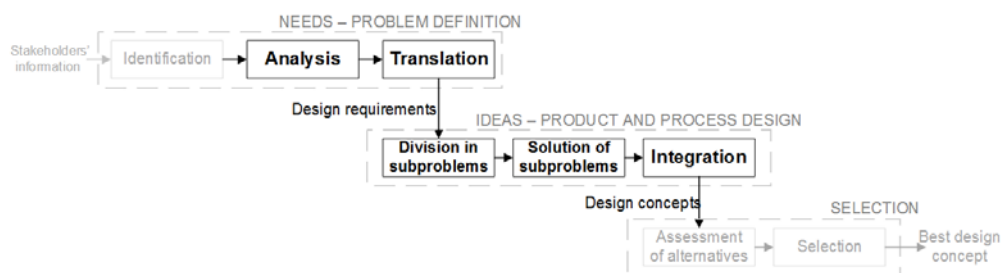 NEEDS – PROBLEM DEFINITION
Stakeholders'
information
Identification
Analysis
Translation
Design requirements
IDEAS – PRODUCT AND PROCESS DESIGN
Division in
subproblems
Solution of
subproblems
Integration
Design concepts
SELECTION
Assessment
of alternatives
Selection
Best design
concept